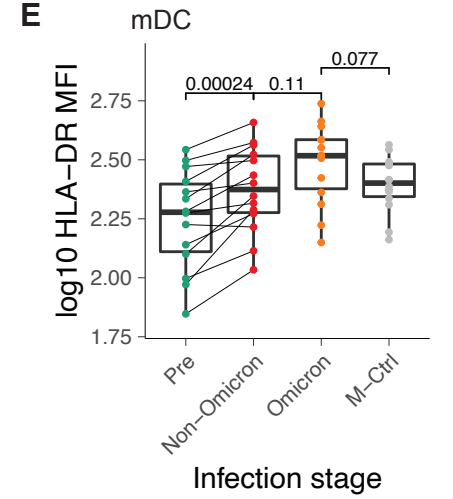 E
mDC
0.077
0.00024 0.11
log10 HLA−DR MFI
2.75
2.50
2.25
2.00
1.75
Pre
Non−Omicron
Omicron
M−Ctrl
Infection stage